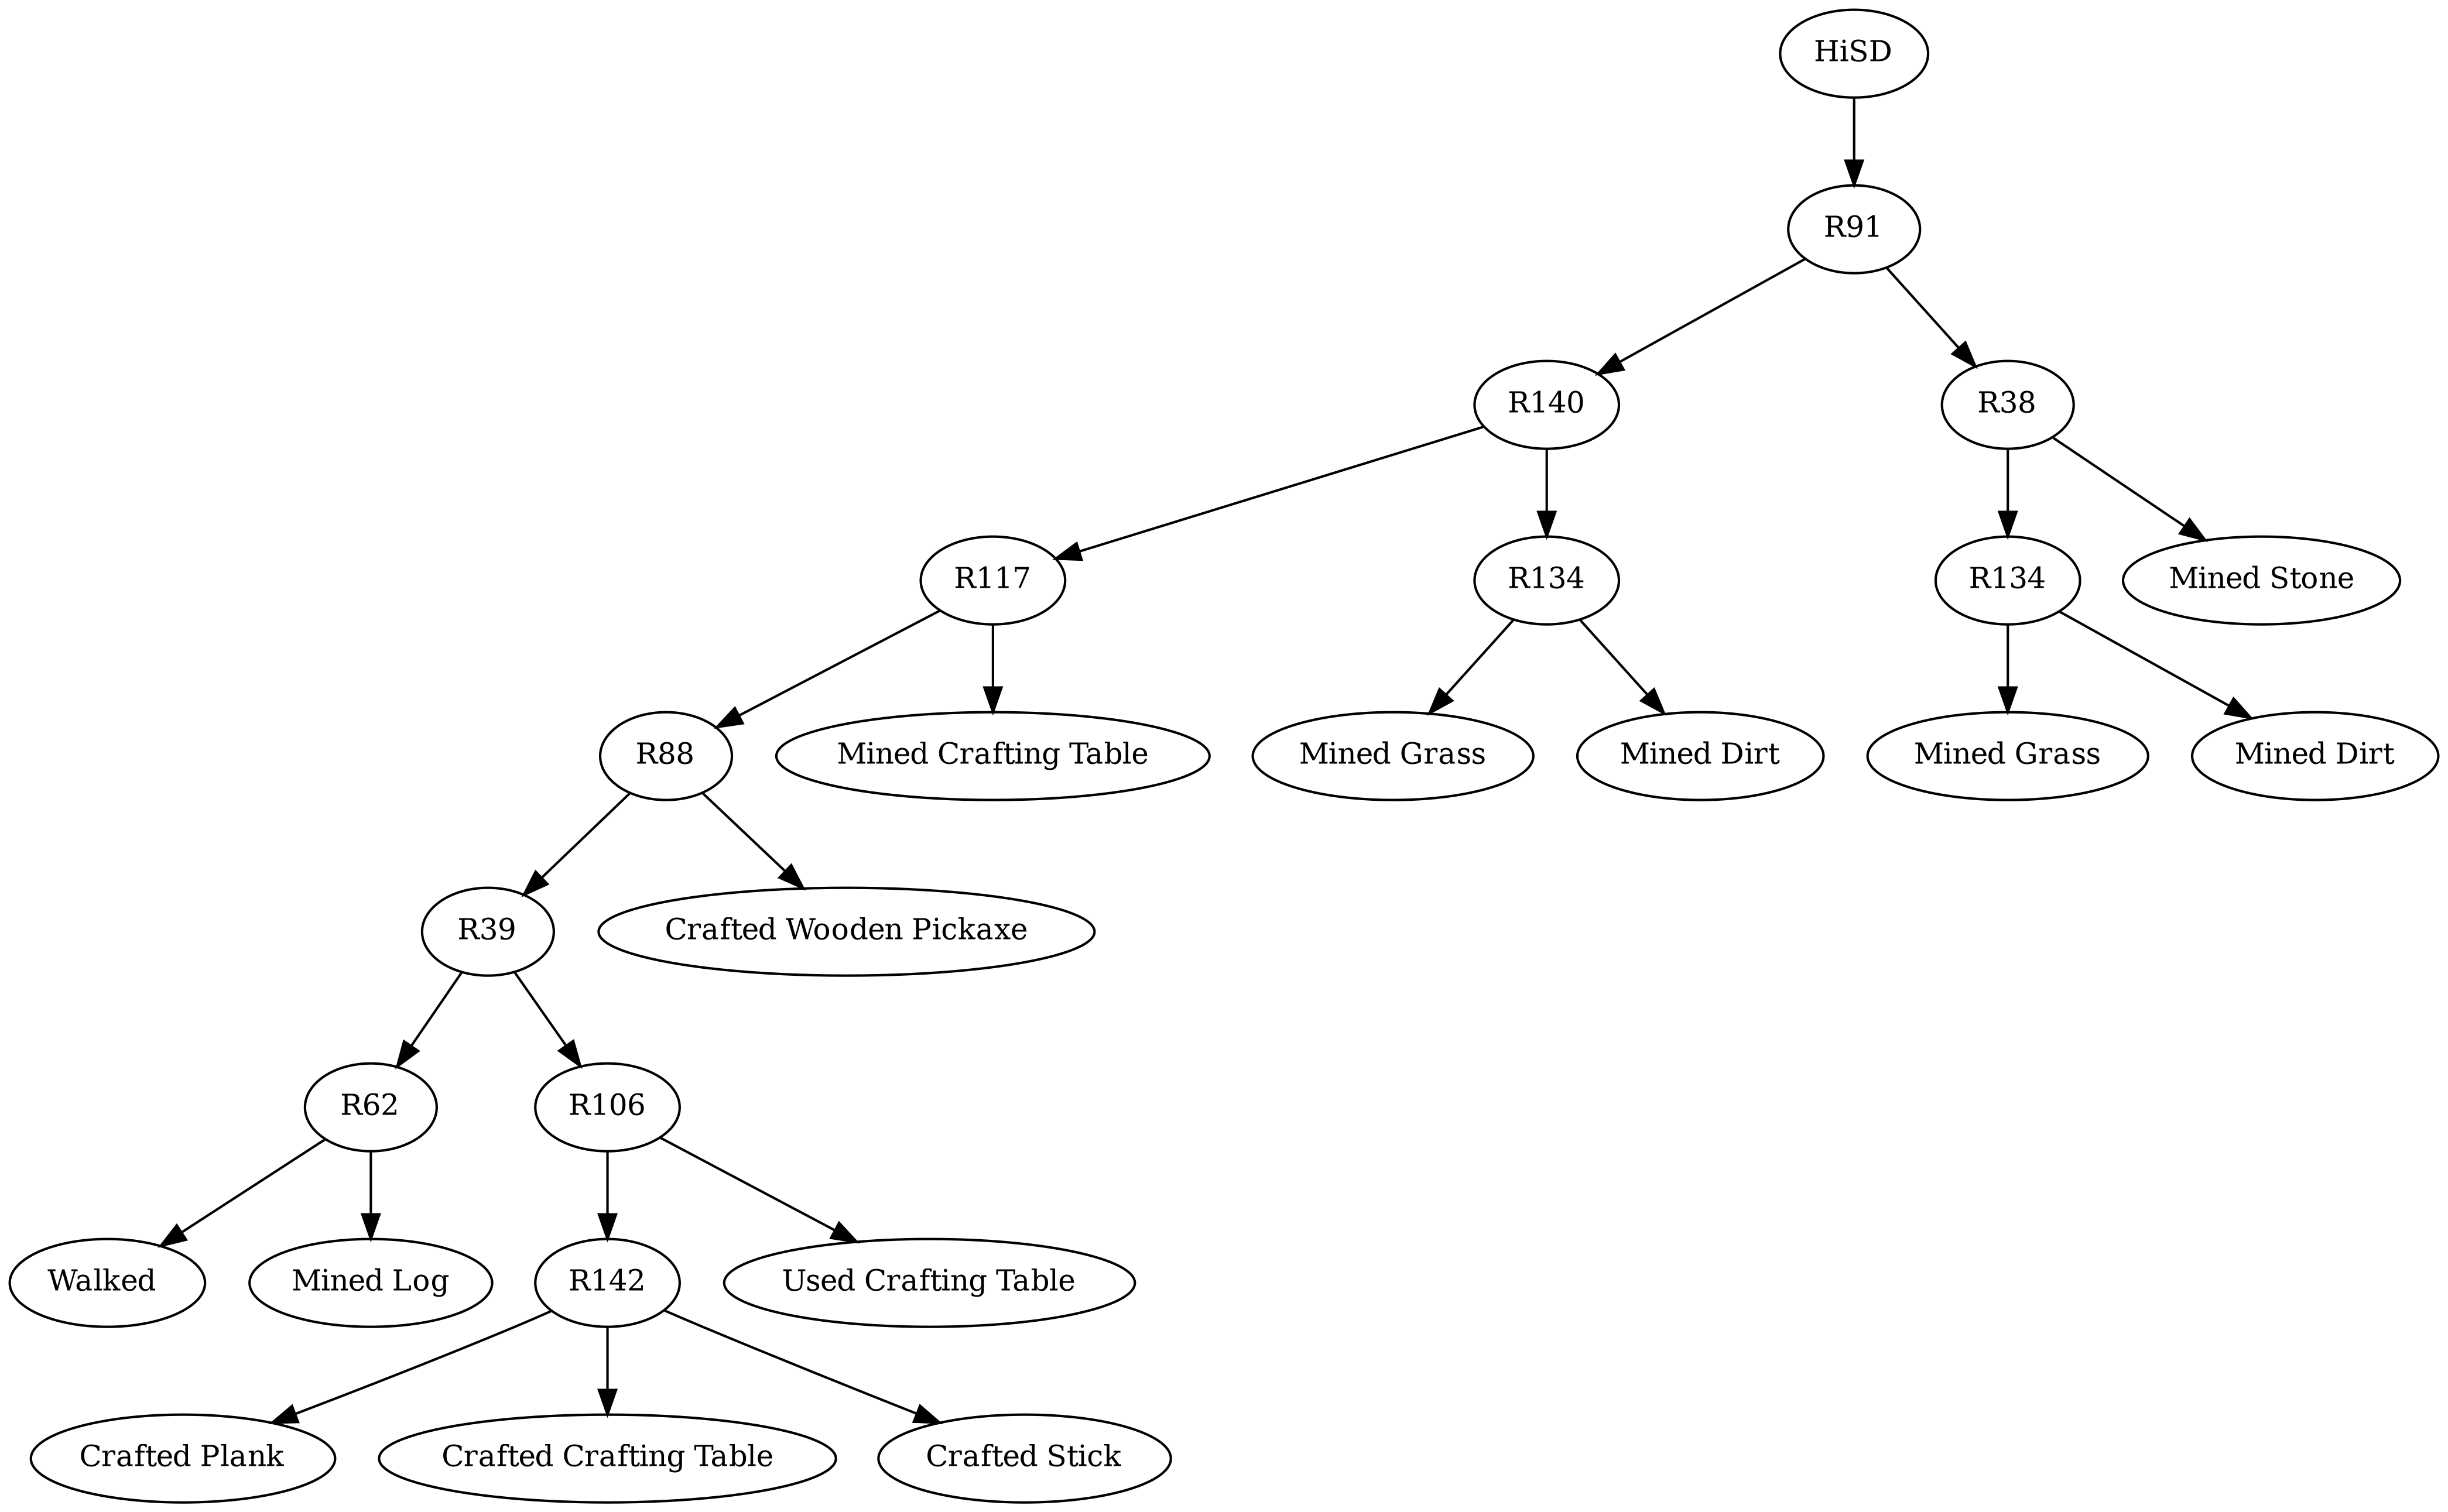 HiSD
R91
R140
R38
R117
R134
R134
Mined Stone
R88
Mined Crafting Table
Mined Grass
Mined Dirt
Mined Grass
Mined Dirt
R39
Crafted Wooden Pickaxe
R62
R106
Walked
Mined Log
R142
Used Crafting Table
Crafted Plank
Crafted Crafting Table
Crafted Stick